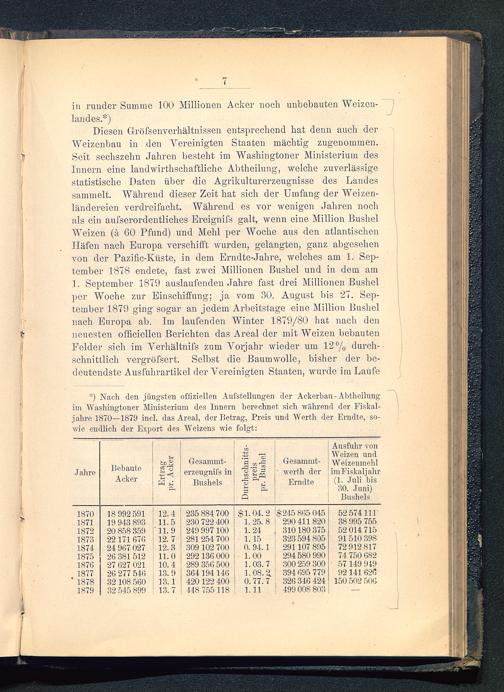 7
in runder Summe 100 Millionen Acker noch unbebauten Weizen-
landes.*)
Diesen Größenverhältnissen entsprechend hat denn auch der
Weizenbau in den Vereinigten Staaten mächtig zugenommen.
Seit sechszehn Jahren besteht im Washingtoner Ministerium des
Innern eine landwirthschaftliche Abtheilung, welche zuverlässige
statistische Daten über die Agrikulturerzeugnisse des Landes
sammelt. Während dieser Zeit hat sich der Umfang der Weizen-
ländereien verdreifacht. Während es vor wenigen Jahren noch
als ein außerordentliches Ereigniß galt, wenn eine Million Bushel
Weizen (à 60 Pfund) und Mehl per Woche aus den atlantischen
Häfen nach Europa verschifft wurden, gelangten, ganz abgesehen
von der Pazific-Küste, in dem Erndte-Jahre, welches am 1. Sep-
tember 1878 endete, fast zwei Millionen Bushel und in dem am
1. September 1879 auslaufenden Jahre fast drei Millionen Bushel
per Woche zur Einschiffung; ja vom 30. August bis 27. Sep-
tember 1879 ging sogar an jedem Arbeitstage eine Million Bushel
nach Europa ab. Im laufenden Winter 1879/80 hat nach den
neuesten officiellen Berichten das Areal der mit Weizen bebauten
Felder sich im Verhältniß zum Vorjahr wieder um 12% durch-
schnittlich vergrößert. Selbst die Baumwolle, bisher der be-
deutendste Ausfuhrartikel der Vereinigten Staaten, wurde im Laufe
*) Nach den jüngsten offiziellen Aufstellungen der Ackerbau-Abtheilung
im Washingtoner Ministerium des Innern berechnet sich während der Fiskal-
jahre 1870—1879 incl. das Areal, der Betrag, Preis und Werth der Erndte, so-
wie endlich der Export des Weizens wie folgt:
Jahre Bebaute Acker Ertrag pr. Acker Gesammt-erzeugniß in Bushels Durchschnitts-preis pr. Bushel Gesammt-werth der Erndte Ausfuhr von Weizen und Weizenmehl im Fiskaljahr (1. Juli bis 30. Juni) Bushels
1870 18 992 591 12.4 235 884 700 $1.04.2 $245 865 045 52 574 111
1871 19 943 893 11.5 230 722 400 1.25.8 290 411 820 38 995 755
1872 20 858 359 11.9 249 997 100 1.24 310 180 375 52 014 715
1873 22 171 676 12.7 281 254 700 1.15 323 594 805 91 510 398
1874 24 967 027 12.3 309 102 700 0.94.1 291 107 895 72 912 817
1875 26 381 512 11.0 292 136 000 1.00 294 580 990 74 750 682
1876 27 627 021 10.4 289 356 500 1.03.7 300 259 300 57 149 949
1877 26 277 546 13.9 364 194 146 1.08.2 394 695 779 92 141 626
1878 32 108 560 13.1 420 122 400 0.77.7 326 346 424 150 502 506
1879 32 545 899 13.7 448 755 118 1.11 499 008 803 —